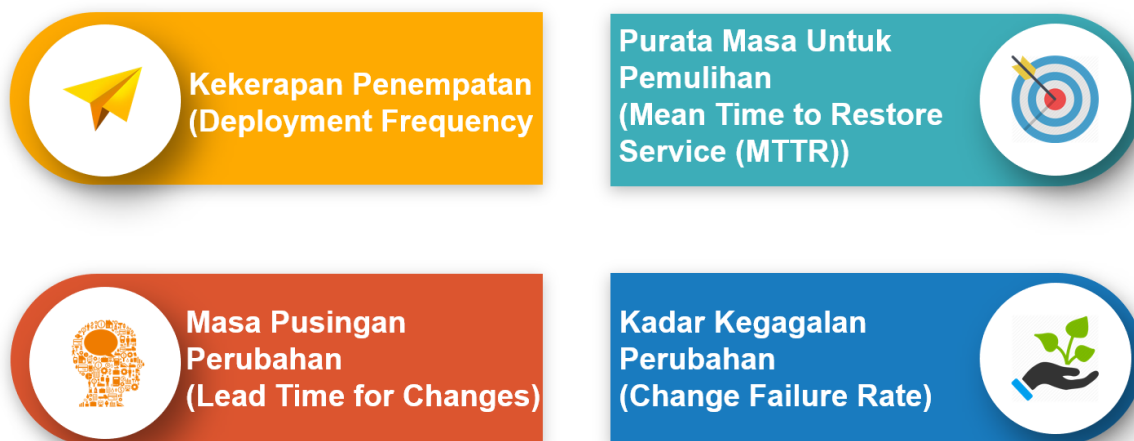 Kekerapan Penempatan
(Deployment Frequency
Purata Masa Untuk
Pemulihan
(Mean Time to Restore
Service (MTTR))
Masa Pusingan
Perubahan
(Lead Time for Changes)
Kadar Kegagalan
Perubahan
(Change Failure Rate)